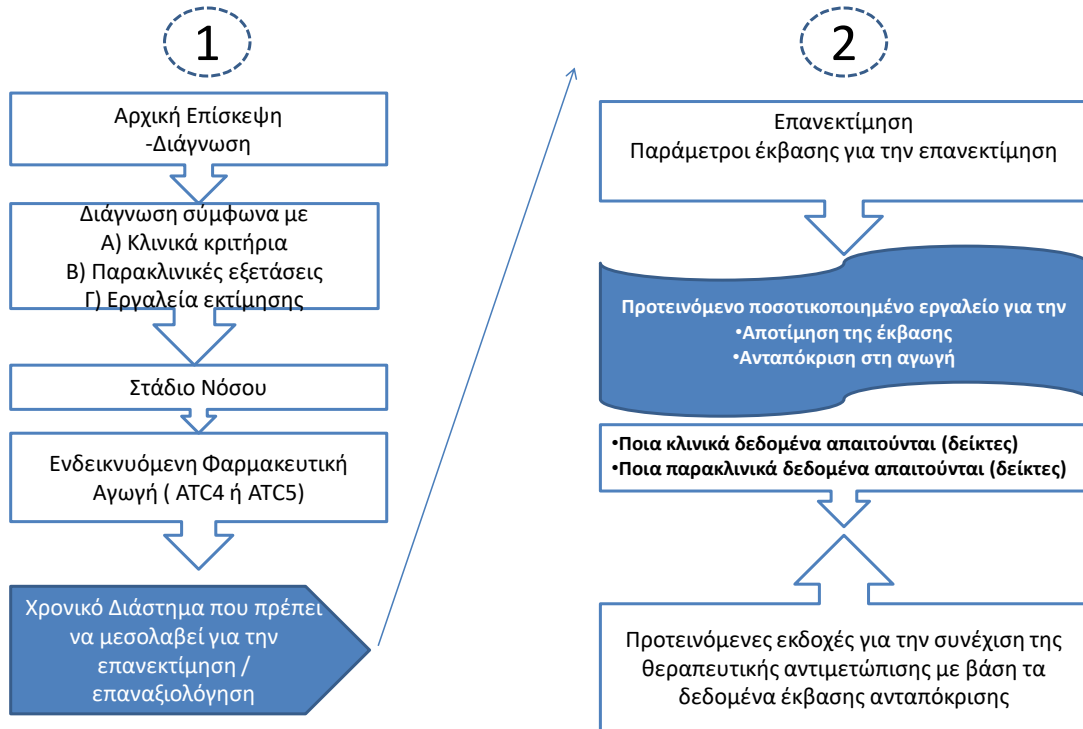 1
Αρχική Επίσκεψη
-Διάγνωση
Διάγνωση σύμφωνα με
Α) Κλινικά κριτήρια
Β) Παρακλινικές εξετάσεις
Γ) Εργαλεία εκτίμησης
Στάδιο Νόσου
Ενδεικνυόμενη Φαρμακευτική
Αγωγή ( ATC4 ή ATC5)
Χρονικό Διάστημα που πρέπει
να μεσολαβεί για την
επανεκτίμηση /
επαναξιολόγηση
2
Επανεκτίμηση
Παράμετροι έκβασης για την επανεκτίμηση
Προτεινόμενο ποσοτικοποιημένο εργαλείο για την
•Αποτίμηση της έκβασης
•Ανταπόκριση στη αγωγή
•Ποια κλινικά δεδομένα απαιτούνται (δείκτες)
•Ποια παρακλινικά δεδομένα απαιτούνται (δείκτες)
Προτεινόμενες εκδοχές για την συνέχιση της
θεραπευτικής αντιμετώπισης με βάση τα
δεδομένα έκβασης ανταπόκρισης